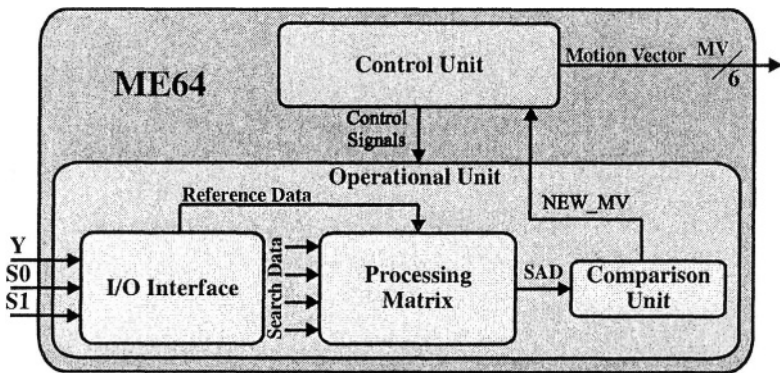 ME64
Control Unit
Motion Vector
MV
6
Control
Signals
Operational Unit
Reference Data
NEW_MV
Y
S0
S1
I/O Interface
Search Data
Processing
Matrix
SAD
Comparison
Unit